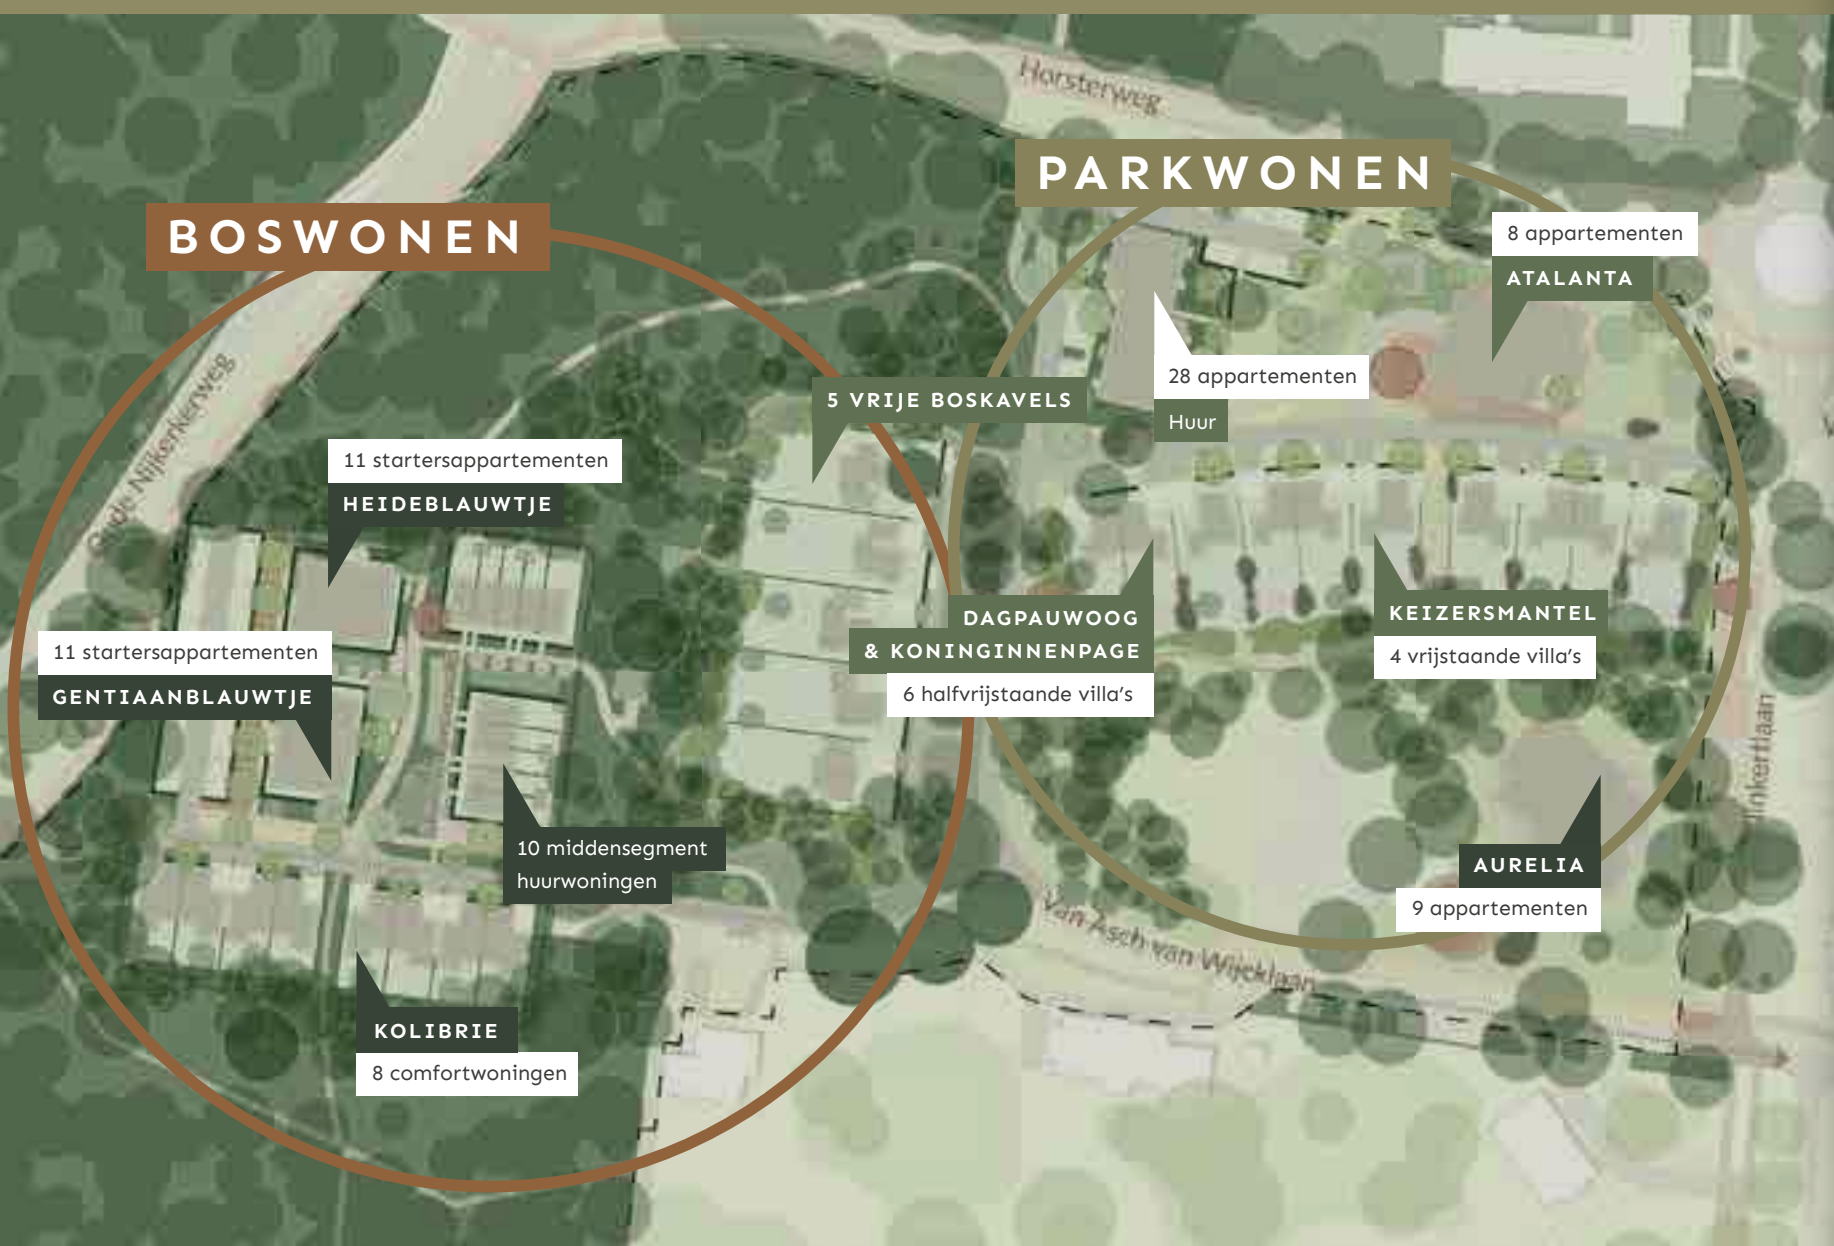 Horsterweg
PARKWONEN
BOSWONEN
8 appartementen
ATALANTA
28 appartementen
Huur
5 VRIJE BOSKAVELS
Oude Nijkerkerweg
11 startersappartementen
HEIDEBLAUWTJE
DAGPAUWOOG
& KONINGINNENPAGE
6 halfvrijstaande villa's
KEIZERSMANTEL
4 vrijstaande villa's
11 startersappartementen
GENTIAANBLAUWTJE
10 middensegment
huurwoningen
AURELIA
9 appartementen
Van Asch van Wijcklaan
KOLIBRIE
8 comfortwoningen